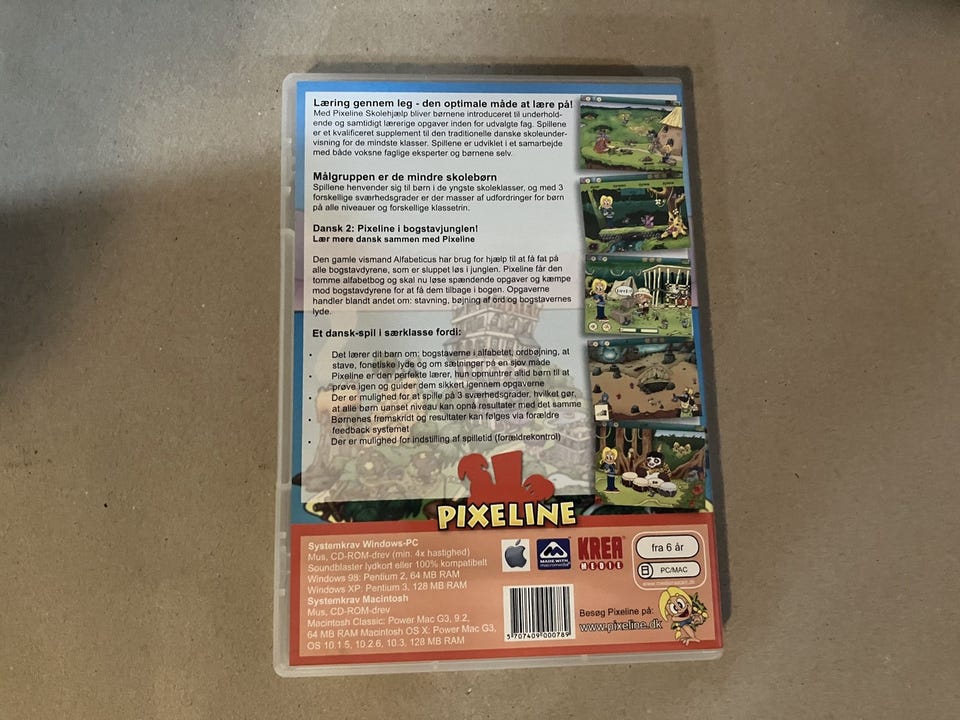 Læring gennem leg - den optimale måde at lære på!
Med Pixeline Skolehjælp bliver børnene introduceret til underhold-
ende og samtidigt lærerige opgaver inden for udvalgte fag. Spillene
er et kvalificeret supplement til den traditionelle danske skoleunder-
visning for de mindste klasser. Spillene er udviklet i et samarbejde
med både voksne faglige eksperter og børnene selv.
Målgruppen er de mindre skolebørn
Spillene henvender sig til børn i de yngste skoleklasser, og med 3
forskellige sværhedsgrader er der masser af udfordringer for børn
på alle niveauer og forskellige klassetrin.
Dansk 2: Pixeline i bogstavjunglen!
Lær mere dansk sammen med Pixeline
Den gamle vismand Alfabeticus har brug for hjælp til at få fat på
alle bogstavdyrene, som er sluppet løs i junglen. Pixeline får den
tomme alfabetbog og skal nu løse spændende opgaver og kæmpe
mod bogstavdyrene for at få dem tilbage i bogen. Opgaverne
handler blandt andet om: stavning, bøjning af ord og bogstavernes
lyde.
Et dansk-spil i særklasse fordi:
• Det lærer dit barn om: bogstaverne i alfabetet, ordbøjning, at
stave, fonetiske lyde og om sætninger på en sjov måde
• Pixeline er den perfekte lærer, hun opmuntrer altid børn til at
prøve igen og guider dem sikkert igennem opgaverne
• Der er mulighed for at spille på 3 sværhedsgrader, hvilket gør,
at alle børn uanset niveau kan opnå resultater med det samme
• Børnenes fremskridt og resultater kan følges via forældre
feedback systemet
• Der er mulighed for indstilling af spilletid (forældrekontrol)
PIXELINE
Systemkrav Windows-PC
Mus, CD-ROM-drev (min. 4x hastighed)
Soundblaster lydkort eller 100% kompatibelt
Windows 98: Pentium 2, 64 MB RAM
Windows XP: Pentium 3, 128 MB RAM
Systemkrav Macintosh
Mus, CD-ROM-drev
Macintosh Classic: Power Mac G3, 9.2,
64 MB RAM Macintosh OS X: Power Mac G3,
OS 10.1.5, 10.2.6, 10.3, 128 MB RAM
MADE WITH
macromedia
KREA
MEDIE
fra 6 år
PC/MAC
5 707409 000789
Besøg Pixeline på:
www.pixeline.dk